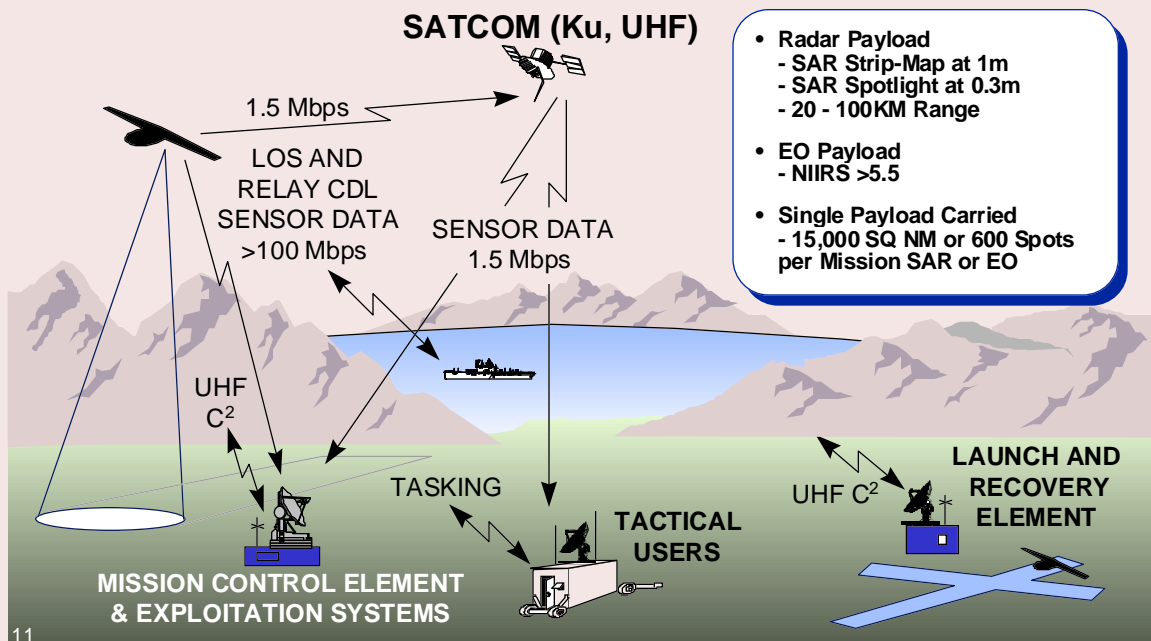 SATCOM (Ku, UHF)
• Radar Payload
- SAR Strip-Map at 1m
- SAR Spotlight at 0.3m
- 20 - 100KM Range
• EO Payload
- NIIRS >5.5
• Single Payload Carried
- 15,000 SQ NM or 600 Spots
per Mission SAR or EO
1.5 Mbps
LOS AND
RELAY CDL
SENSOR DATA
>100 Mbps
SENSOR DATA
1.5 Mbps
UHF
C²
TASKING
TACTICAL
USERS
UHF C²
LAUNCH AND
RECOVERY
ELEMENT
MISSION CONTROL ELEMENT
& EXPLOITATION SYSTEMS
11